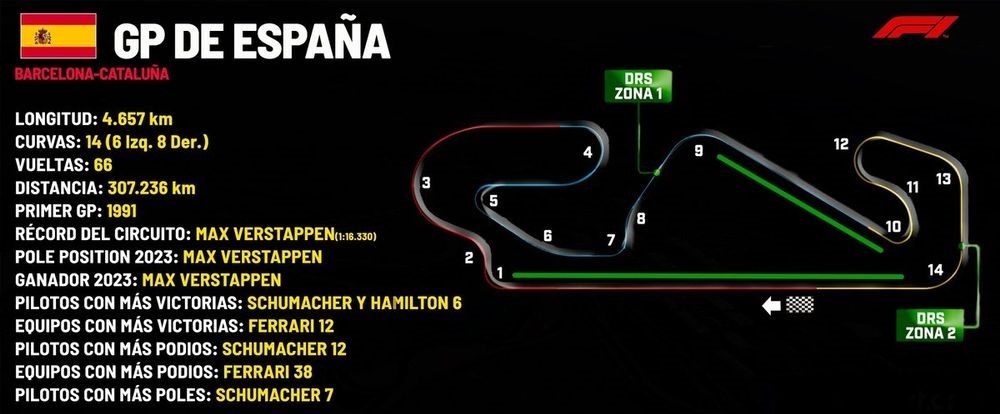 GP DE ESPAÑA
F1
BARCELONA-CATALUÑA
LONGITUD: 4.657 km
CURVAS: 14 (6 Izq. 8 Der.)
VUELTAS: 66
DISTANCIA: 307.236 km
PRIMER GP: 1991
RÉCORD DEL CIRCUITO: MAX VERSTAPPEN(1:16.330)
POLE POSITION 2023: MAX VERSTAPPEN
GANADOR 2023: MAX VERSTAPPEN
PILOTOS CON MÁS VICTORIAS: SCHUMACHER Y HAMILTON 6
EQUIPOS CON MÁS VICTORIAS: FERRARI 12
PILOTOS CON MÁS PODIOS: SCHUMACHER 12
EQUIPOS CON MÁS PODIOS: FERRARI 38
PILOTOS CON MÁS POLES: SCHUMACHER 7
DRS
ZONA 1
1
2
3
4
5
6
7
8
9
10
11
12
13
14
DRS
ZONA 2